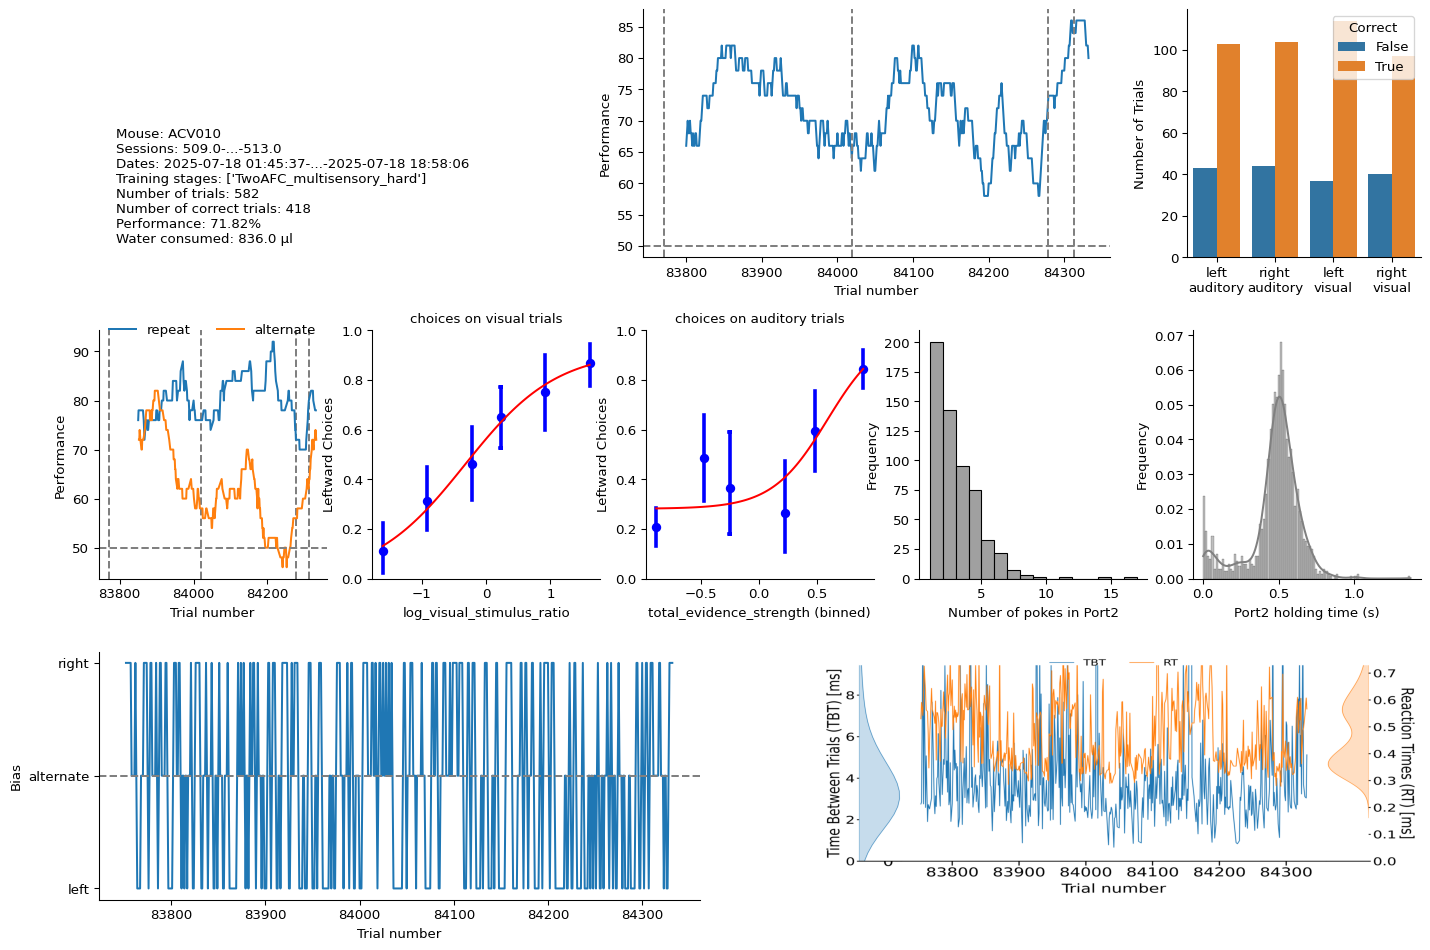 Mouse: ACV010
Sessions: 509.0-...-513.0
Dates: 2025-07-18 01:45:37-...-2025-07-18 18:58:06
Training stages: ['TwoAFC_multisensory_hard']
Number of trials: 582
Number of correct trials: 418
Performance: 71.82%
Water consumed: 836.0 µl
85
80
75
70
65
60
55
50
Performance
83800 83900 84000 84100 84200 84300
Trial number
Correct
False
True
100
80
60
40
20
0
Number of Trials
left auditory
right auditory
left visual
right visual
repeat alternate
90
80
70
60
50
Performance
83800 84000 84200
Trial number
choices on visual trials
1.0
0.8
0.6
0.4
0.2
0.0
Leftward Choices
−1 0 1
log_visual_stimulus_ratio
choices on auditory trials
1.0
0.8
0.6
0.4
0.2
0.0
Leftward Choices
−0.5 0.0 0.5
total_evidence_strength (binned)
200
175
150
125
100
75
50
25
0
Frequency
5 10 15
Number of pokes in Port2
0.07
0.06
0.05
0.04
0.03
0.02
0.01
0.00
Frequency
0.0 0.5 1.0
Port2 holding time (s)
right
alternate
left
Bias
83800 83900 84000 84100 84200 84300
Trial number
TBT RT
8
6
4
2
0
Time Between Trials (TBT) [ms]
0
83800 83900 84000 84100 84200 84300
Trial number
0.7
0.6
0.5
0.4
0.3
0.2
0.1
0.0
Reaction Times (RT) [ms]